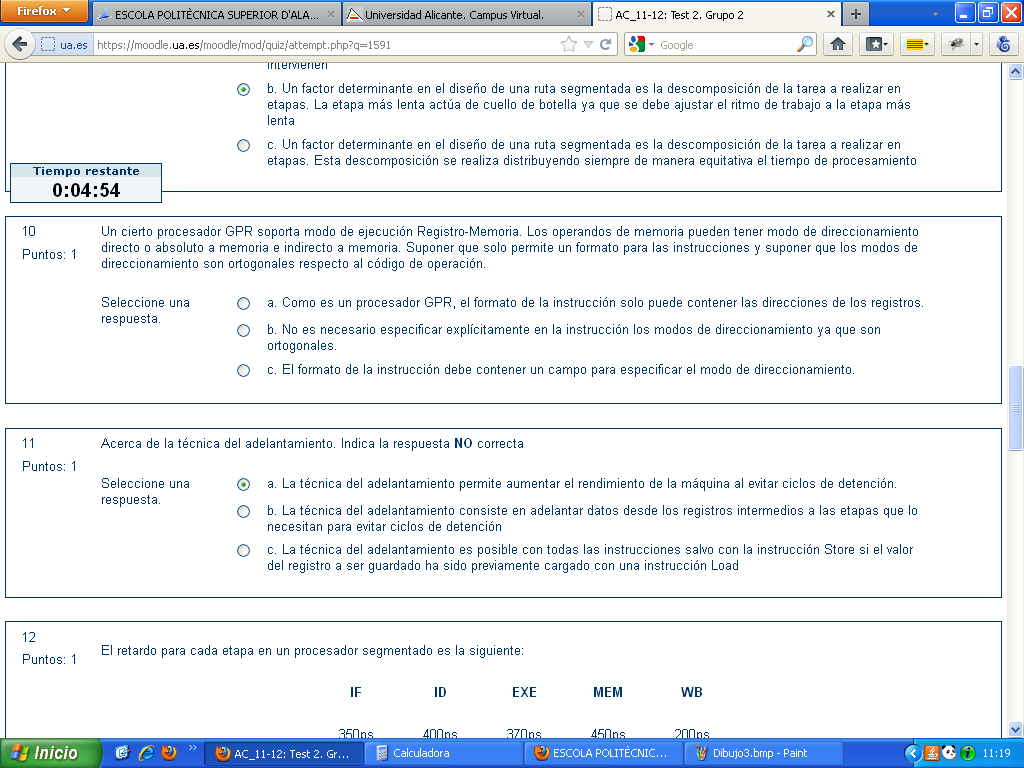 Firefox
ESCOLA POLITÈCNICA SUPERIOR D'ALA...
Universidad Alicante. Campus Virtual.
AC_11-12: Test 2. Grupo 2
ua.es
https://moodle.ua.es/moodle/mod/quiz/attempt.php?q=1591
Google
intervienen
b. Un factor determinante en el diseño de una ruta segmentada es la descomposición de la tarea a realizar en
etapas. La etapa más lenta actúa de cuello de botella ya que se debe ajustar el ritmo de trabajo a la etapa más
lenta
c. Un factor determinante en el diseño de una ruta segmentada es la descomposición de la tarea a realizar en
etapas. Esta descomposición se realiza distribuyendo siempre de manera equitativa el tiempo de procesamiento
Tiempo restante
0:04:54
10
Puntos: 1
Un cierto procesador GPR soporta modo de ejecución Registro-Memoria. Los operandos de memoria pueden tener modo de direccionamiento
directo o absoluto a memoria e indirecto a memoria. Suponer que solo permite un formato para las instrucciones y suponer que los modos de
direccionamiento son ortogonales respecto al código de operación.
Seleccione una
respuesta.
a. Como es un procesador GPR, el formato de la instrucción solo puede contener las direcciones de los registros.
b. No es necesario especificar explícitamente en la instrucción los modos de direccionamiento ya que son
ortogonales.
c. El formato de la instrucción debe contener un campo para especificar el modo de direccionamiento.
11
Puntos: 1
Acerca de la técnica del adelantamiento. Indica la respuesta NO correcta
Seleccione una
respuesta.
a. La técnica del adelantamiento permite aumentar el rendimiento de la máquina al evitar ciclos de detención.
b. La técnica del adelantamiento consiste en adelantar datos desde los registros intermedios a las etapas que lo
necesitan para evitar ciclos de detención
c. La técnica del adelantamiento es posible con todas las instrucciones salvo con la instrucción Store si el valor
del registro a ser guardado ha sido previamente cargado con una instrucción Load
12
Puntos: 1
El retardo para cada etapa en un procesador segmentado es la siguiente:
IF ID EXE MEM WB
350ps 400ps 370ps 450ps 200ps
Inicio
AC_11-12: Test 2. Gr...
Calculadora
ESCOLA POLITÈCNIC...
Dibujo3.bmp - Paint
11:19